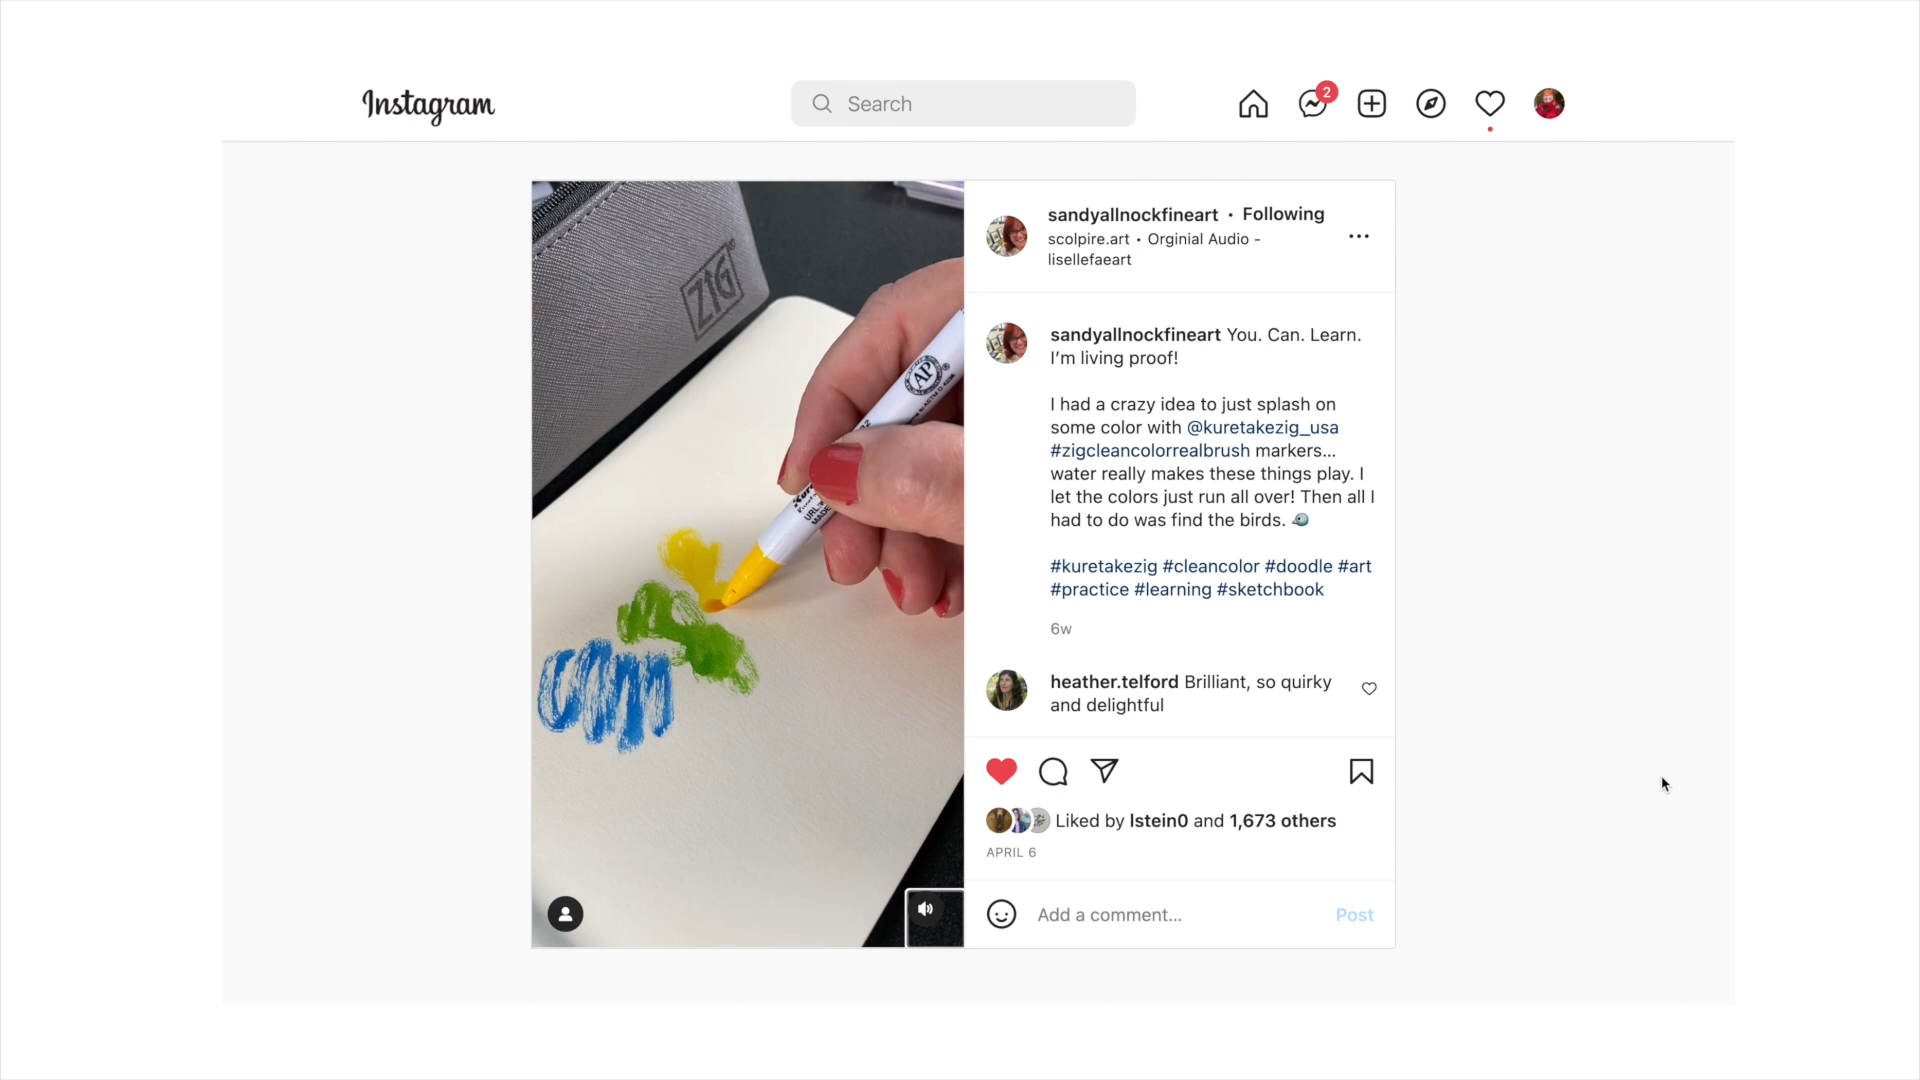 Instagram
Search
2
ZIG
AP
MADE
sandyallnockfineart • Following
scolpire.art • Orginial Audio -
lisellefaeart
sandyallnockfineart You. Can. Learn.
I'm living proof!
I had a crazy idea to just splash on
some color with @kuretakezig_usa
#zigcleancolorrealbrush markers...
water really makes these things play. I
let the colors just run all over! Then all I
had to do was find the birds.
#kuretakezig #cleancolor #doodle #art
#practice #learning #sketchbook
6w
heather.telford Brilliant, so quirky
and delightful
Liked by lstein0 and 1,673 others
APRIL 6
Add a comment...
Post